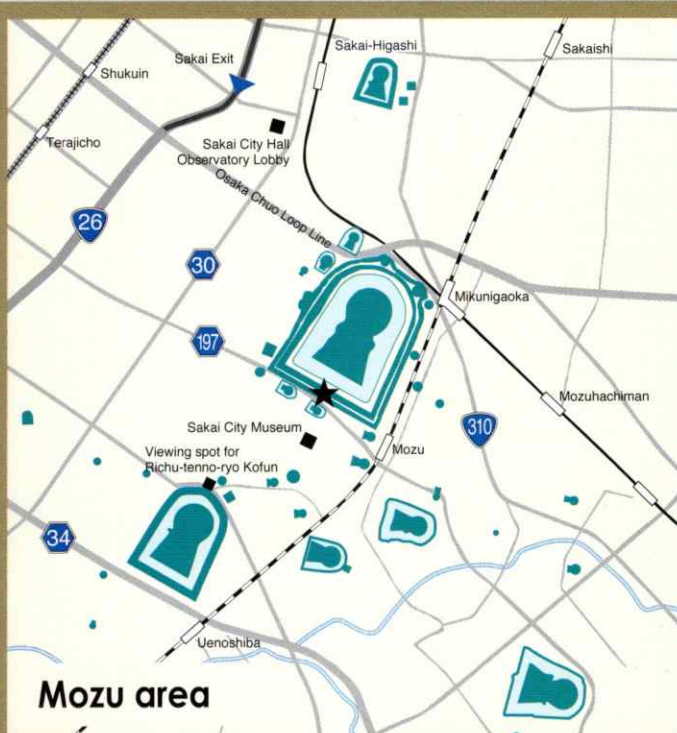 Sakai-Higashi
Sakaishi
Sakai Exit
Shukuin
Terajicho
Sakai City Hall
Observatory Lobby
Osaka Chuo Loop Line
26
30
Mikunigaoka
197
Mozuhachiman
Sakai City Museum
310
Mozu
Viewing spot for
Richu-tenno-ryo Kofun
34
Uenoshiba
Mozu area